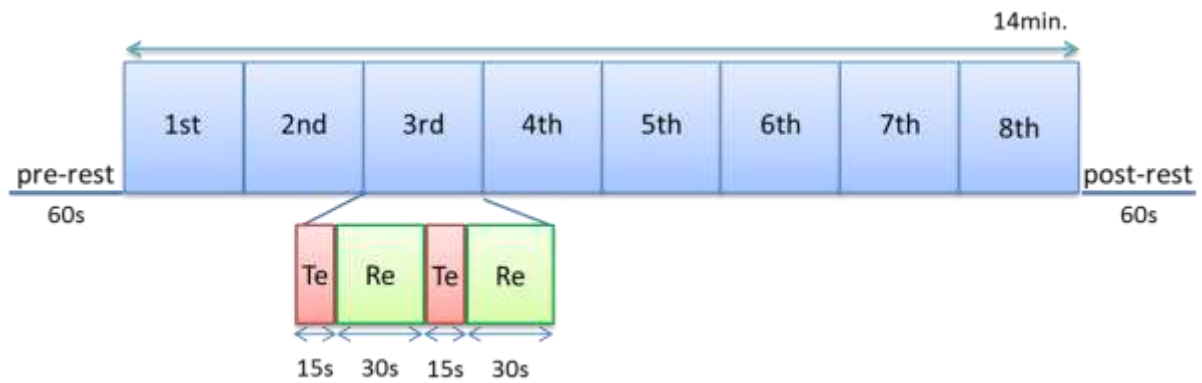 14min.
1st 2nd 3rd 4th 5th 6th 7th 8th
pre-rest post-rest
60s 60s
Te Re Te Re
15s 30s 15s 30s